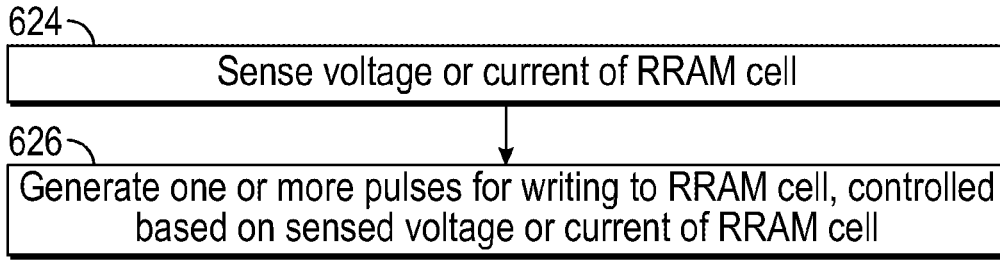 624
Sense voltage or current of RRAM cell
626
Generate one or more pulses for writing to RRAM cell, controlled
based on sensed voltage or current of RRAM cell